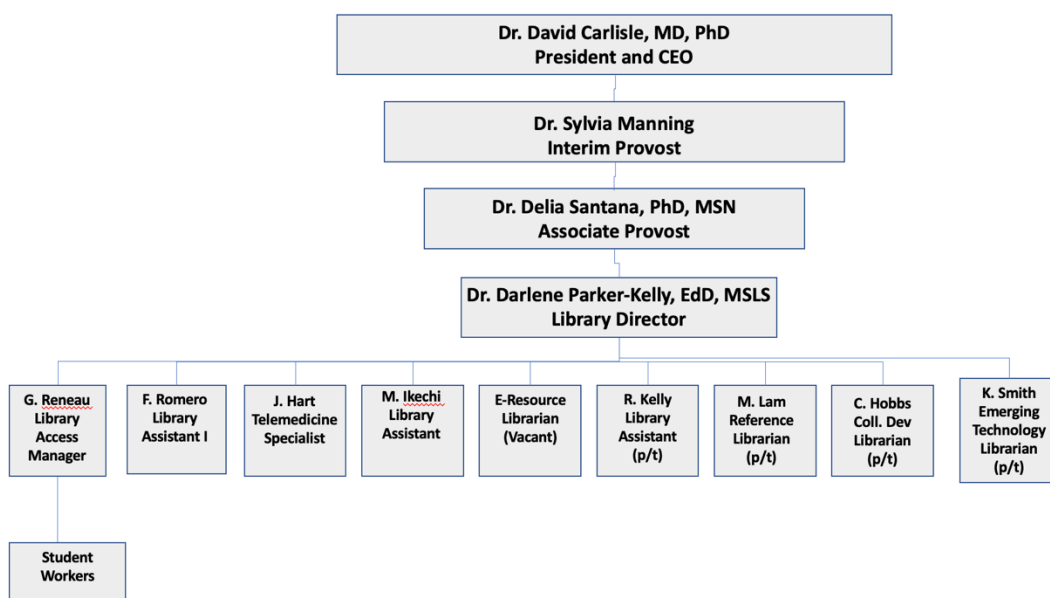 Dr. David Carlisle, MD, PhD
President and CEO
Dr. Sylvia Manning
Interim Provost
Dr. Delia Santana, PhD, MSN
Associate Provost
Dr. Darlene Parker-Kelly, EdD, MSLS
Library Director
G. Reneau
Library
Access
Manager
F. Romero
Library
Assistant I
J. Hart
Telemedicine
Specialist
M. Ikechi
Library
Assistant
E-Resource
Librarian
(Vacant)
R. Kelly
Library
Assistant
(p/t)
M. Lam
Reference
Librarian
(p/t)
C. Hobbs
Coll. Dev
Librarian
(p/t)
K. Smith
Emerging
Technology
Librarian
(p/t)
Student
Workers